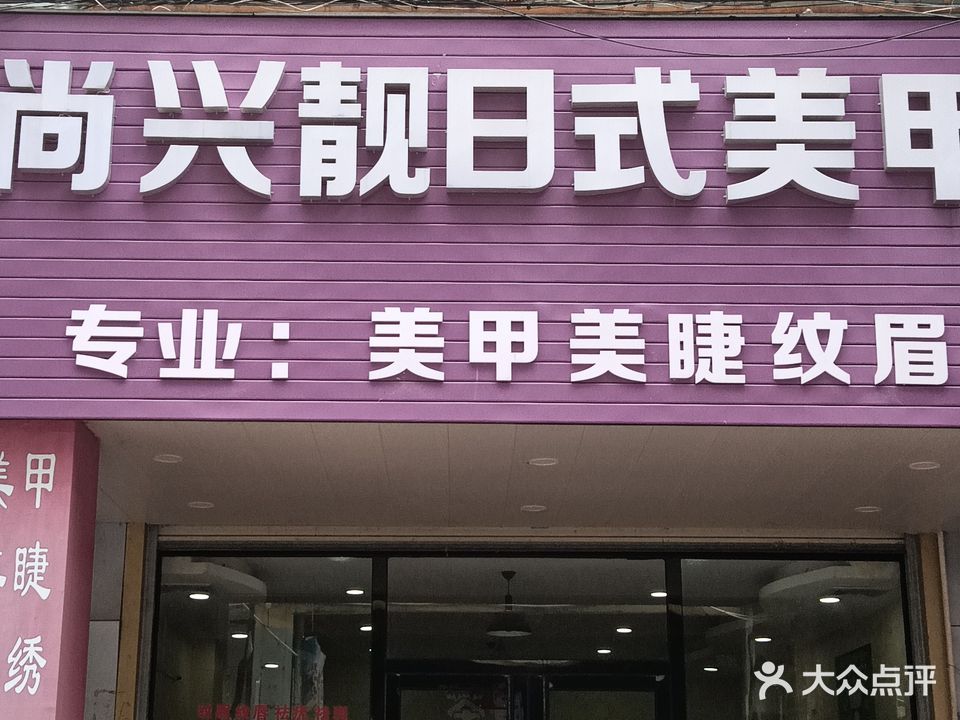 尚兴靓日式美甲
专业：美甲美睫纹眉
美甲
睫
绣
大众点评